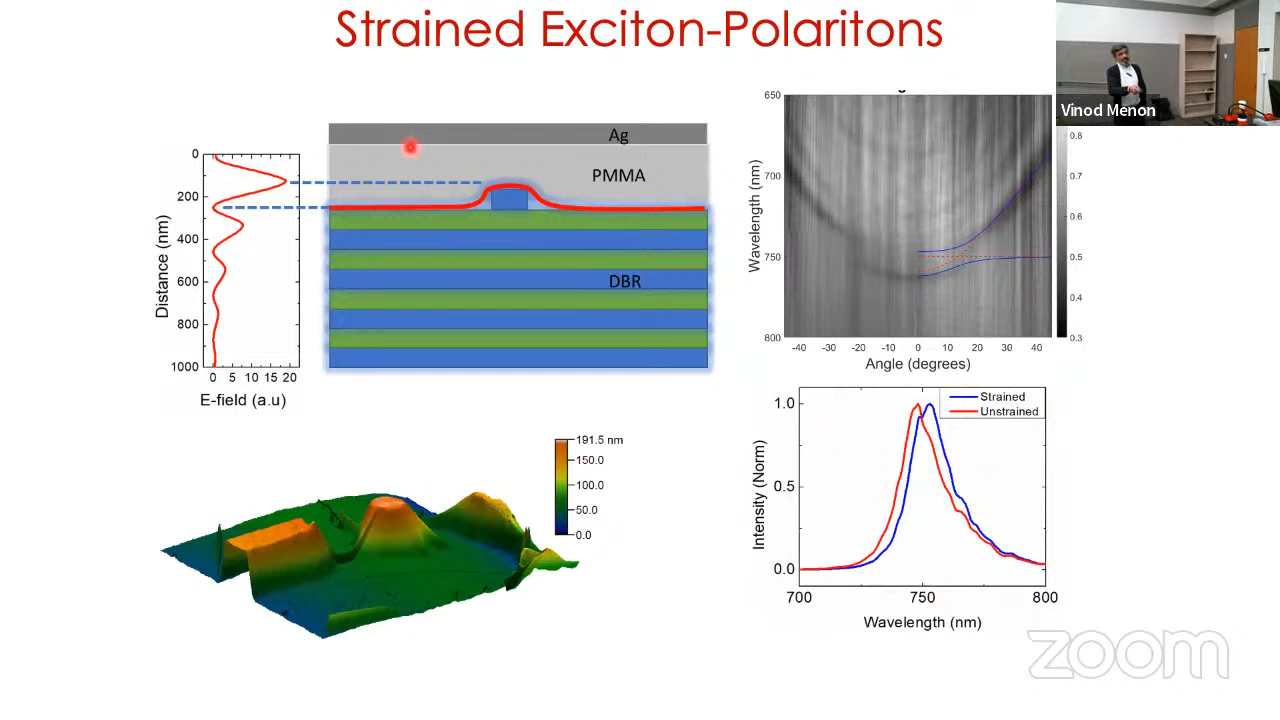 Strained Exciton-Polaritons
Vinod Menon
0
200
400
600
800
1000
Distance (nm)
0 5 10 15 20
E-field (a.u)
Ag
PMMA
DBR
650
700
750
800
Wavelength (nm)
-40 -30 -20 -10 0 10 20 30 40
Angle (degrees)
0.8
0.7
0.6
0.5
0.4
0.3
191.5 nm
150.0
100.0
50.0
0.0
1.0
0.5
0.0
Intensity (Norm)
Strained
Unstrained
700 750 800
Wavelength (nm)
zoom